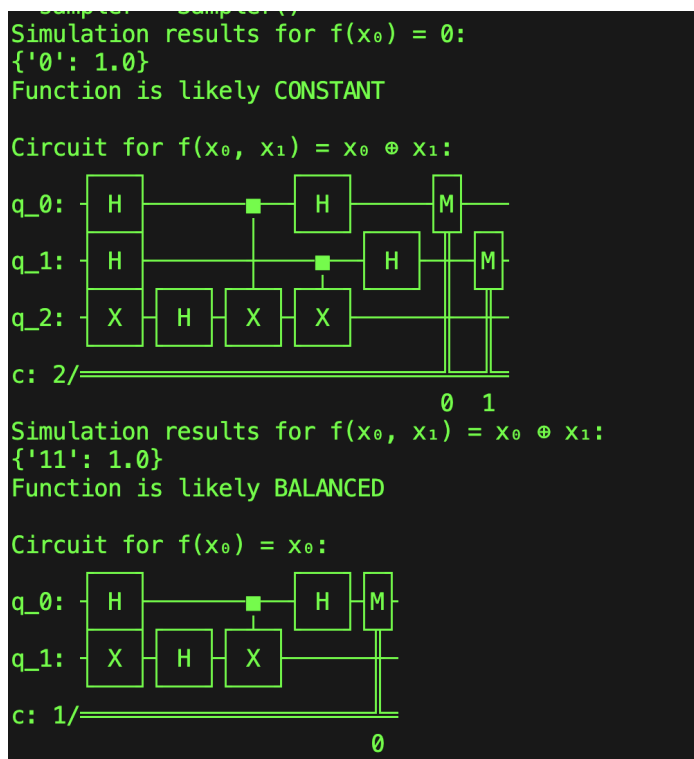 Simulation results for f(x₀) = 0:
{'0': 1.0}
Function is likely CONSTANT
Circuit for f(x₀, x₁) = x₀ ⊕ x₁:
q_0: H ■ H M
q_1: H ■ H M
q_2: X H X X
c: 2/
0 1
Simulation results for f(x₀, x₁) = x₀ ⊕ x₁:
{'11': 1.0}
Function is likely BALANCED
Circuit for f(x₀) = x₀:
q_0: H ■ H M
q_1: X H X
c: 1/
0